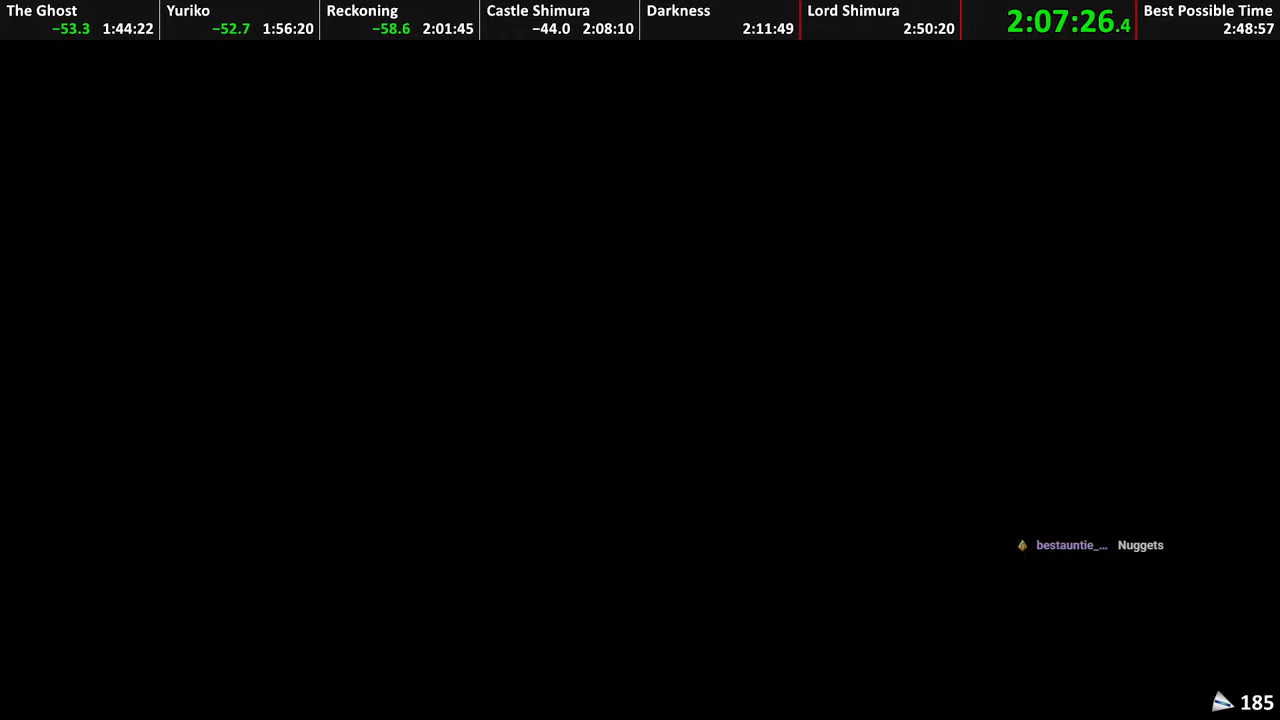 The Ghost
−53.3 1:44:22
Yuriko
−52.7 1:56:20
Reckoning
−58.6 2:01:45
Castle Shimura
−44.0 2:08:10
Darkness
2:11:49
Lord Shimura
2:50:20
2:07:26.4
Best Possible Time
2:48:57
bestauntie_… Nuggets
185